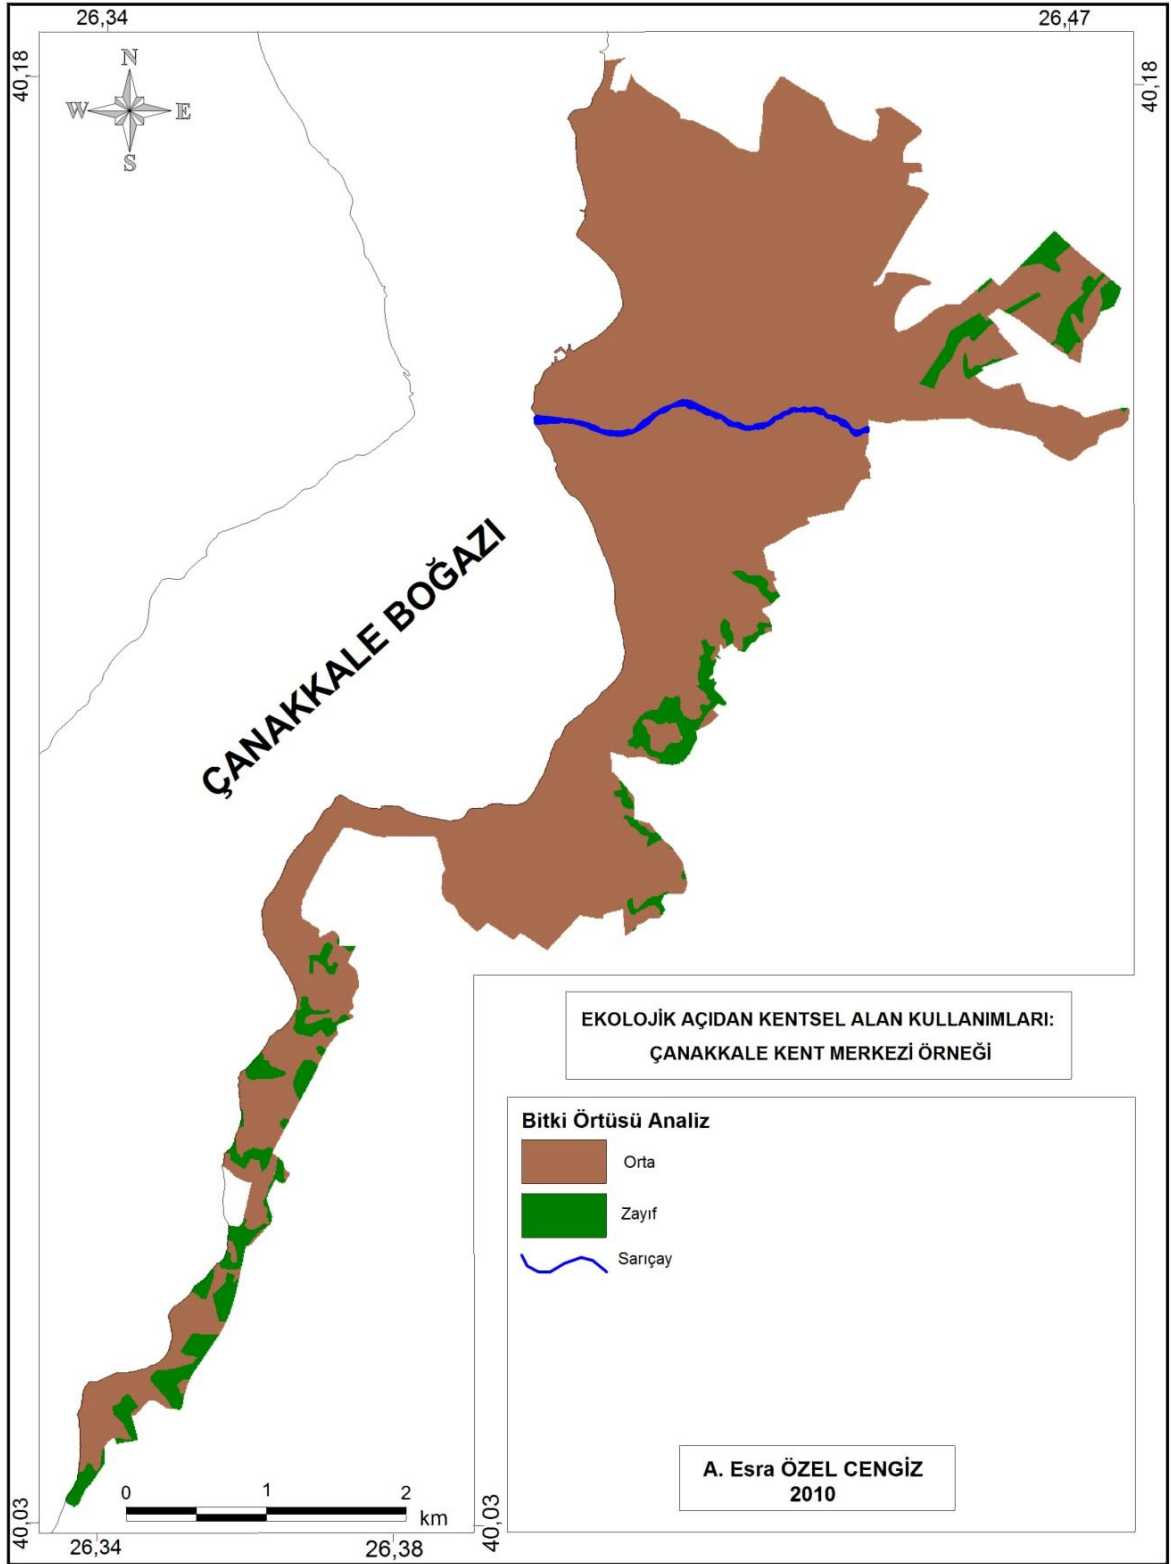 26,34
26,47
40,18
40,18
N
W
E
S
ÇANAKKALE BOĞAZI
EKOLOJİK AÇIDAN KENTSEL ALAN KULLANIMLARI:
ÇANAKKALE KENT MERKEZİ ÖRNEĞİ
Bitki Örtüsü Analiz
Orta
Zayıf
Sarıçay
A. Esra ÖZEL CENGİZ
2010
0
1
2
km
40,03
40,03
26,34
26,38